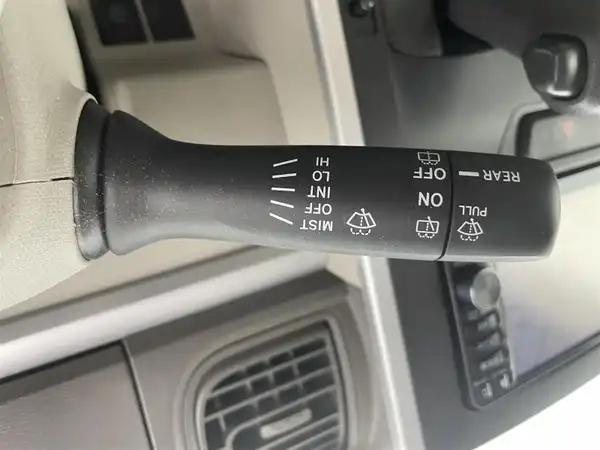 PULL
REAR
ON
OFF
MIST
OFF
INT
LO
HI